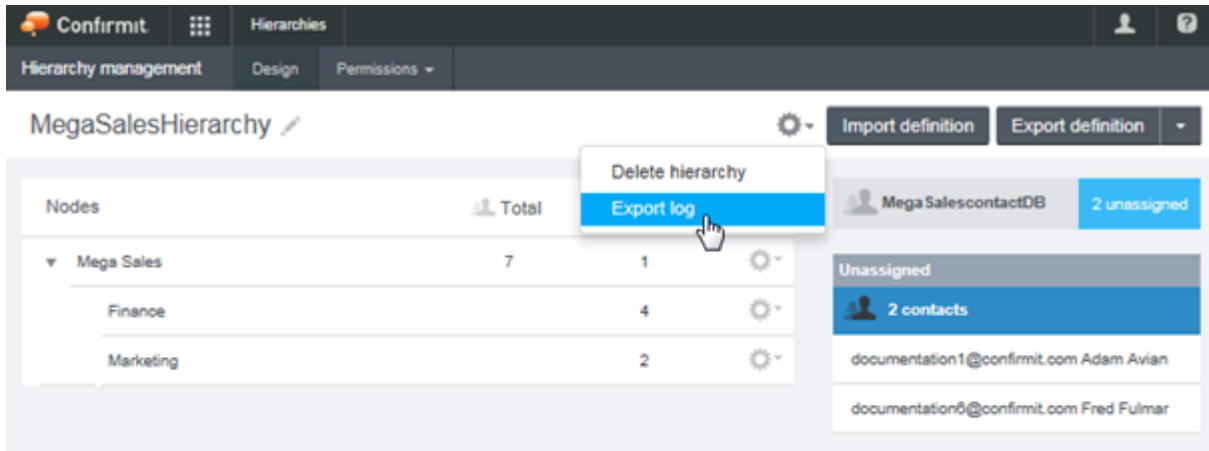 Confirmit. Hierarchies
Hierarchy management Design Permissions
MegaSalesHierarchy Import definition Export definition
Delete hierarchy
Export log
Nodes Total
MegaSalescontactDB 2 unassigned
Mega Sales 7 1
Unassigned
2 contacts
Finance 4
Marketing 2
documentation1@confirmit.com Adam Avian
documentation6@confirmit.com Fred Fulmar